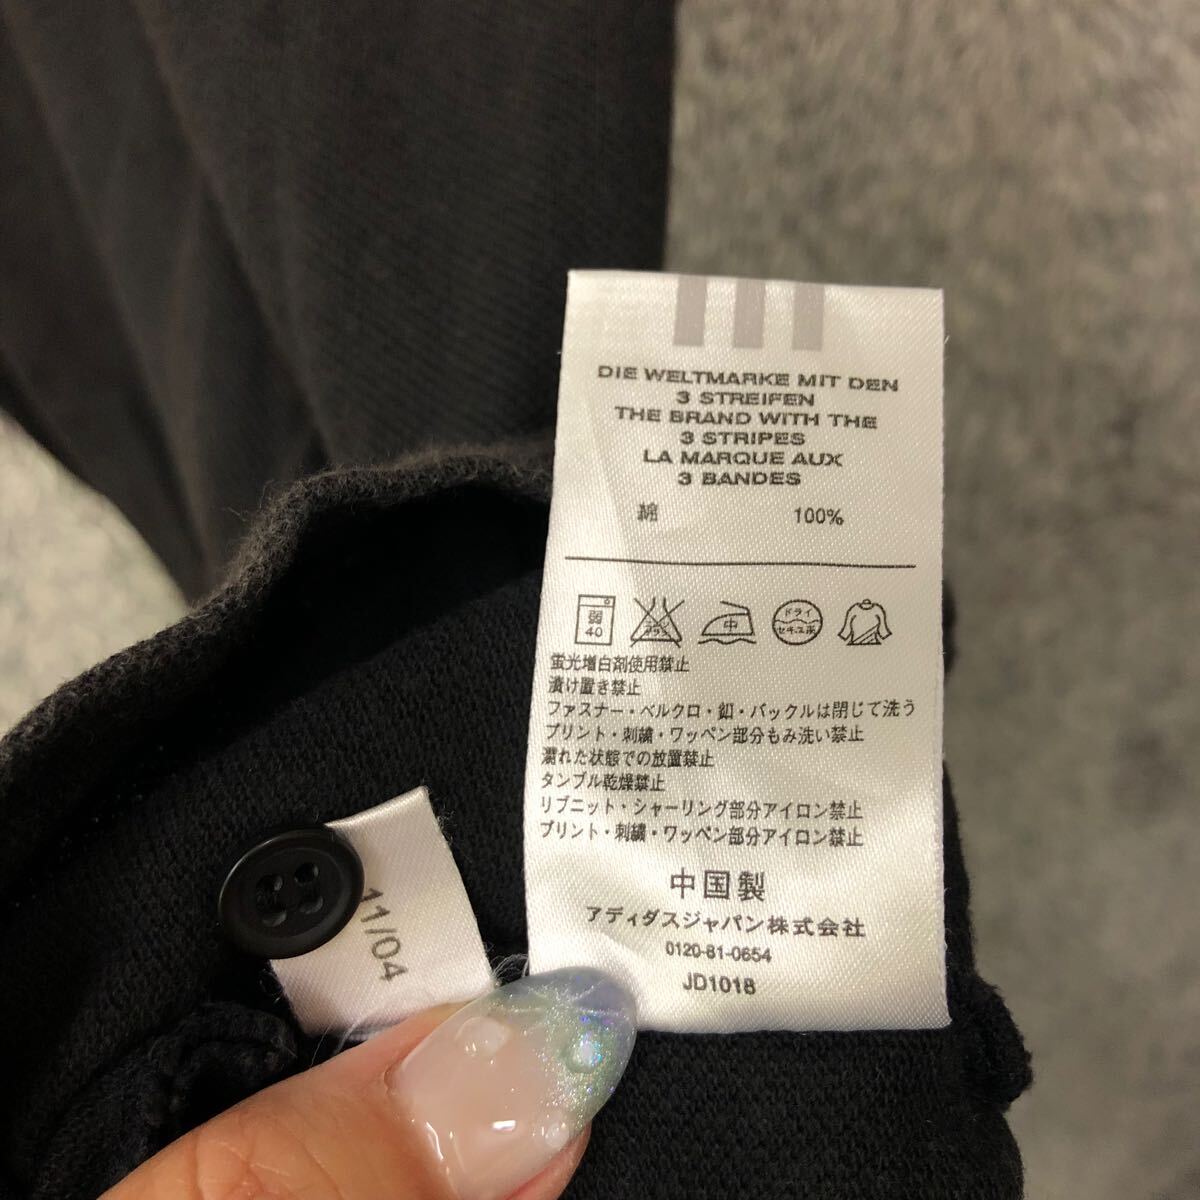 DIE WELTMARKE MIT DEN
3 STREIFEN
THE BRAND WITH THE
3 STRIPES
LA MARQUE AUX
3 BANDES
綿 100%
弱
40
中
ドライ
セキユ系
蛍光増白剤使用禁止
漬け置き禁止
ファスナー・ベルクロ・釦・バックルは閉じて洗う
プリント・刺繍・ワッペン部分もみ洗い禁止
濡れた状態での放置禁止
タンブル乾燥禁止
リブニット・シャーリング部分アイロン禁止
プリント・刺繍・ワッペン部分アイロン禁止
中国製
アディダスジャパン株式会社
0120-81-0654
JD1018
11/04